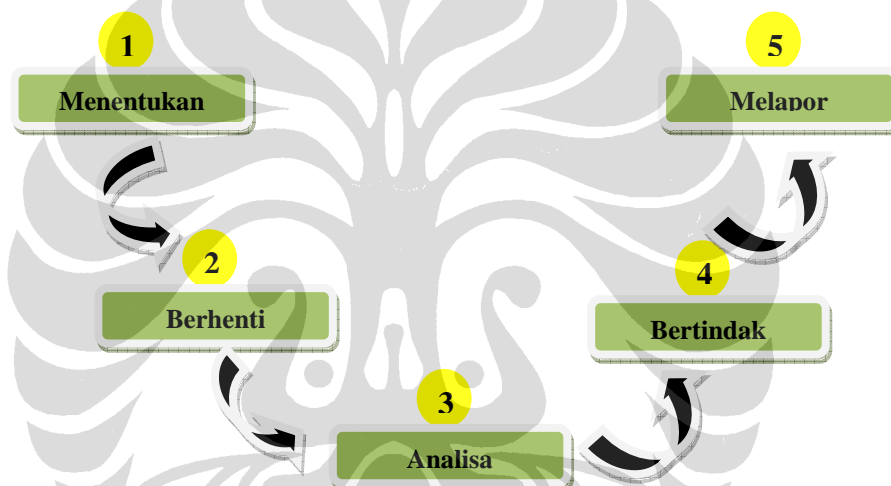 1
Menentukan
2
Berhenti
3
Analisa
4
Bertindak
5
Melapor